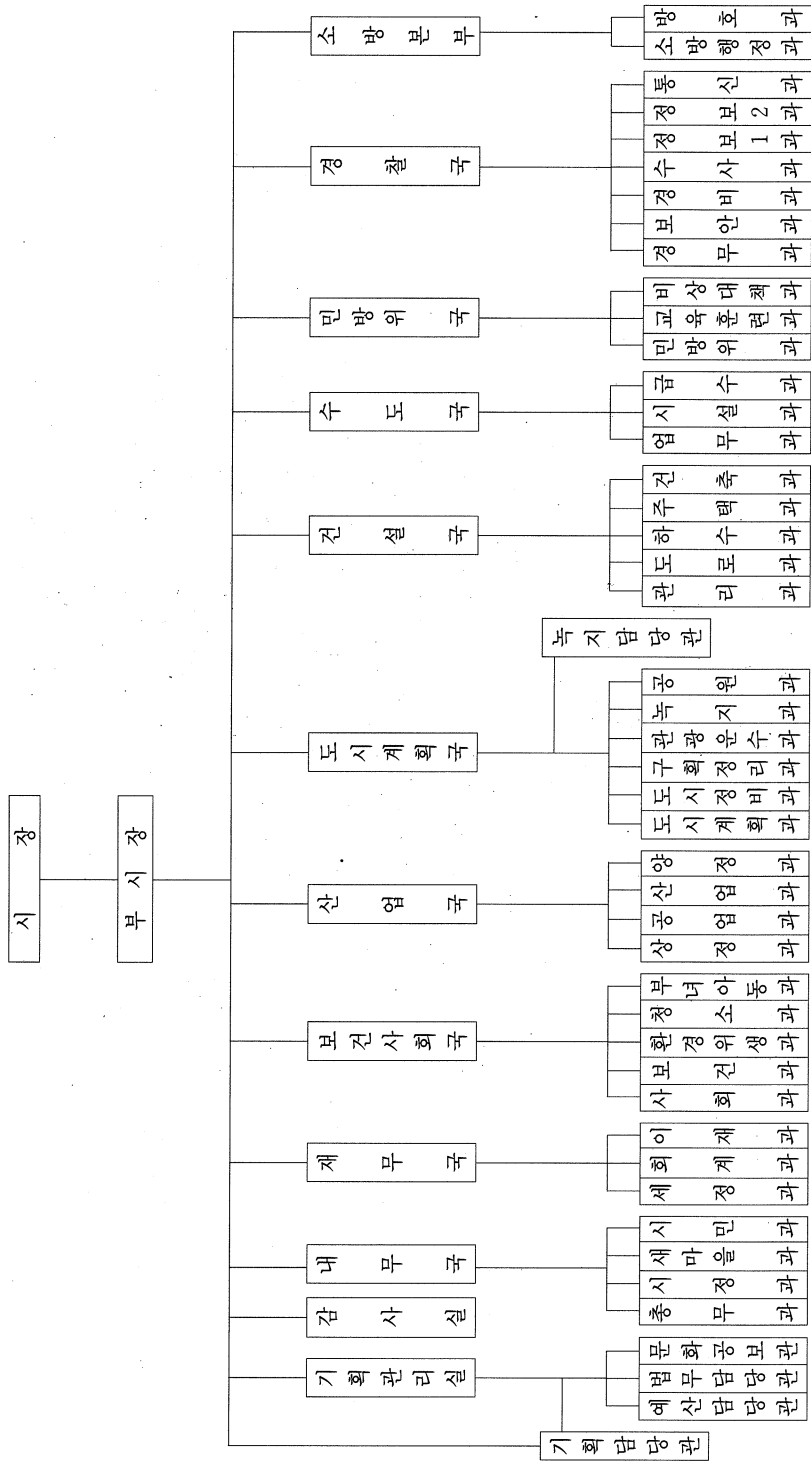 시장
부시장
기획관리실
감사실
내무국
재무국
보건사회국
산업국
도시계획국
건설국
수도국
민방위국
경찰국
소방본부
기획담당관
녹지담당관
예산담당관
법무담당관
문화공보관
총무과
시정과
새마을과
시민과
세정과
회계과
이재과
사회과
보건과
환경위생과
청소과
부녀아동과
상정과
공업과
산업과
양정과
도시계획과
도시정비과
구획정리과
관광운수과
녹지과
공원과
관리과
도로과
하수과
주택과
건축과
업무과
시설과
급수과
민방위과
교육훈련과
비상대책과
경무과
보안과
경비과
수사과
정보1과
정보2과
통신과
소방행정과
방호과